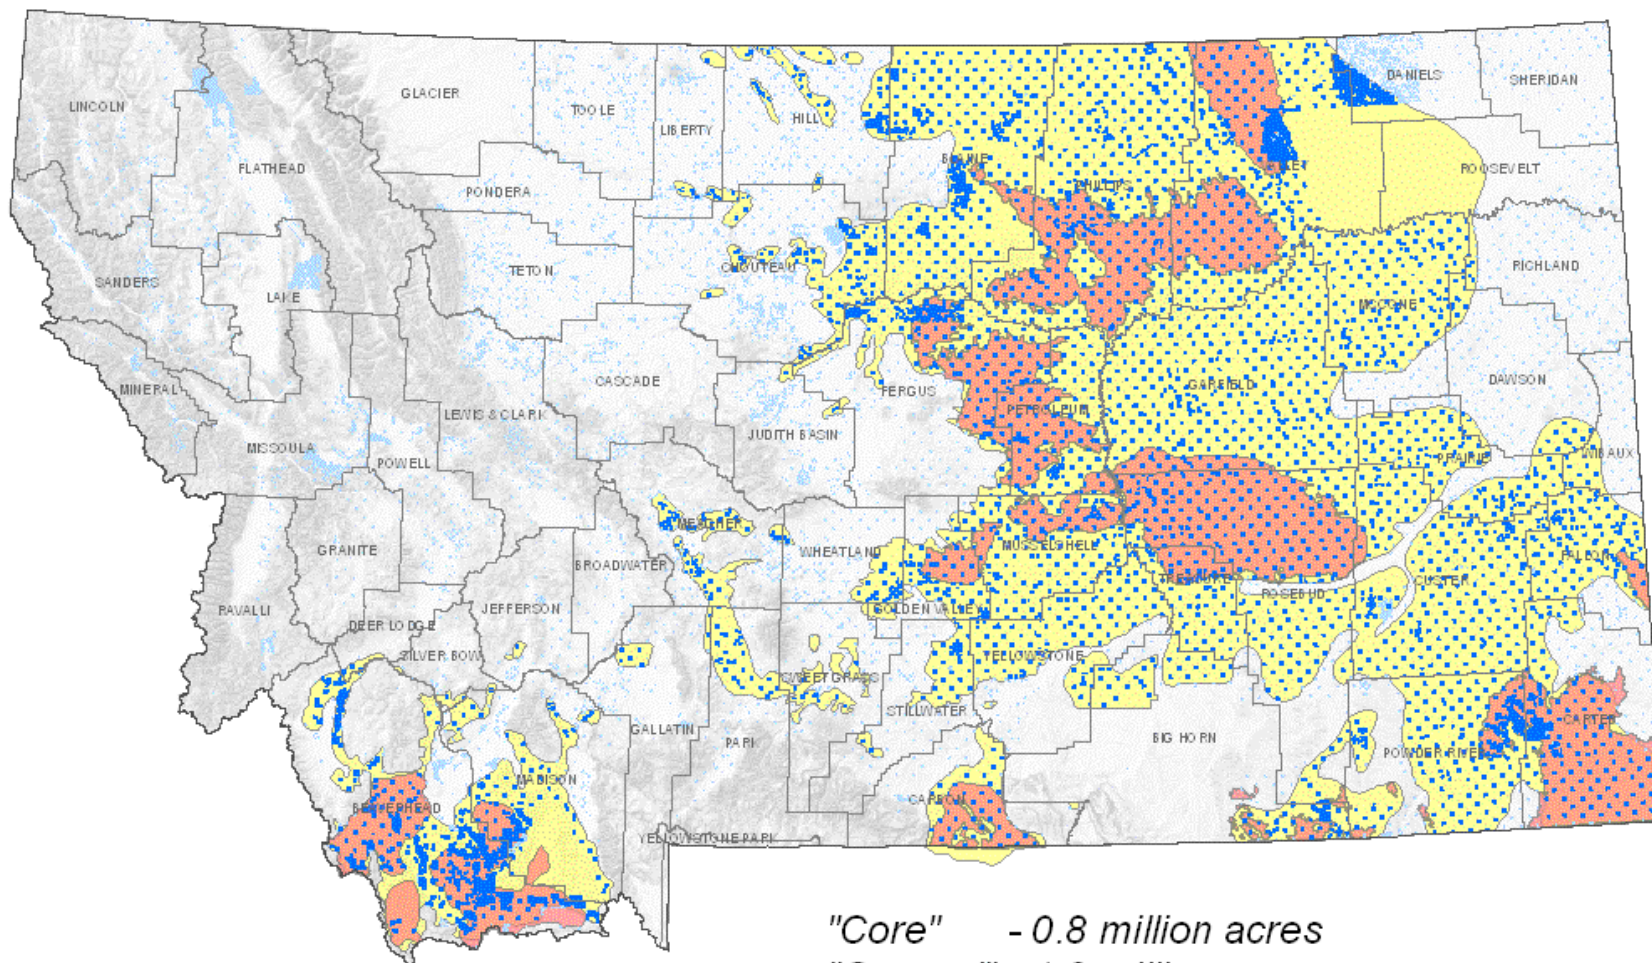 DANIELS
SHERIDAN
GLACIER
LINCOLN
TOOLE
HILL
LIBERTY
BLAINE
FLATHEAD
ROOSEVELT
PHILLIPS
PONDERA
TETON
CHOUTEAU
RICHLAND
SANDERS
LAKE
MCCONE
CASCADE
GARFIELD
DAWSON
MINERAL
FERGUS
LEWIS & CLARK
PETROLEUM
JUDITH BASIN
MISSOULA
WIBAUX
PRAIRIE
POWELL
MEAGHER
MUSSELSHELL
GRANITE
WHEATLAND
FALLON
BROADWATER
TREASURE
CUSTER
ROSEBUD
RAVALLI
JEFFERSON
GOLDEN VALLEY
DEER LODGE
SILVER BOW
YELLOWSTONE
SWEET GRASS
STILLWATER
CARTER
GALLATIN
PARK
BIG HORN
POWDER RIVER
MADISON
CARBON
BEAVERHEAD
YELLOWSTONE PARK
"Core" - 0.8 million acres